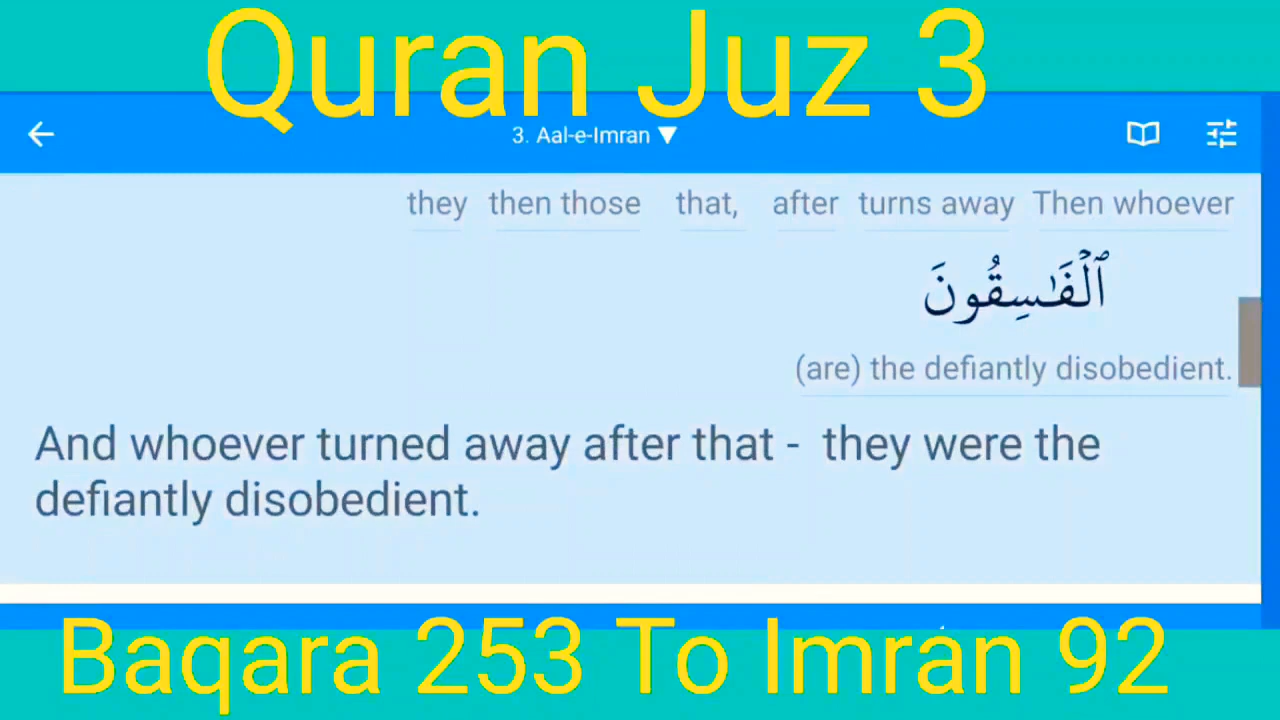 Quran Juz 3
3. Aal-e-Imran ▼
they then those that, after turns away Then whoever
ٱلْفَـٰسِقُونَ
(are) the defiantly disobedient.
And whoever turned away after that - they were the
defiantly disobedient.
Baqara 253 To Imran 92